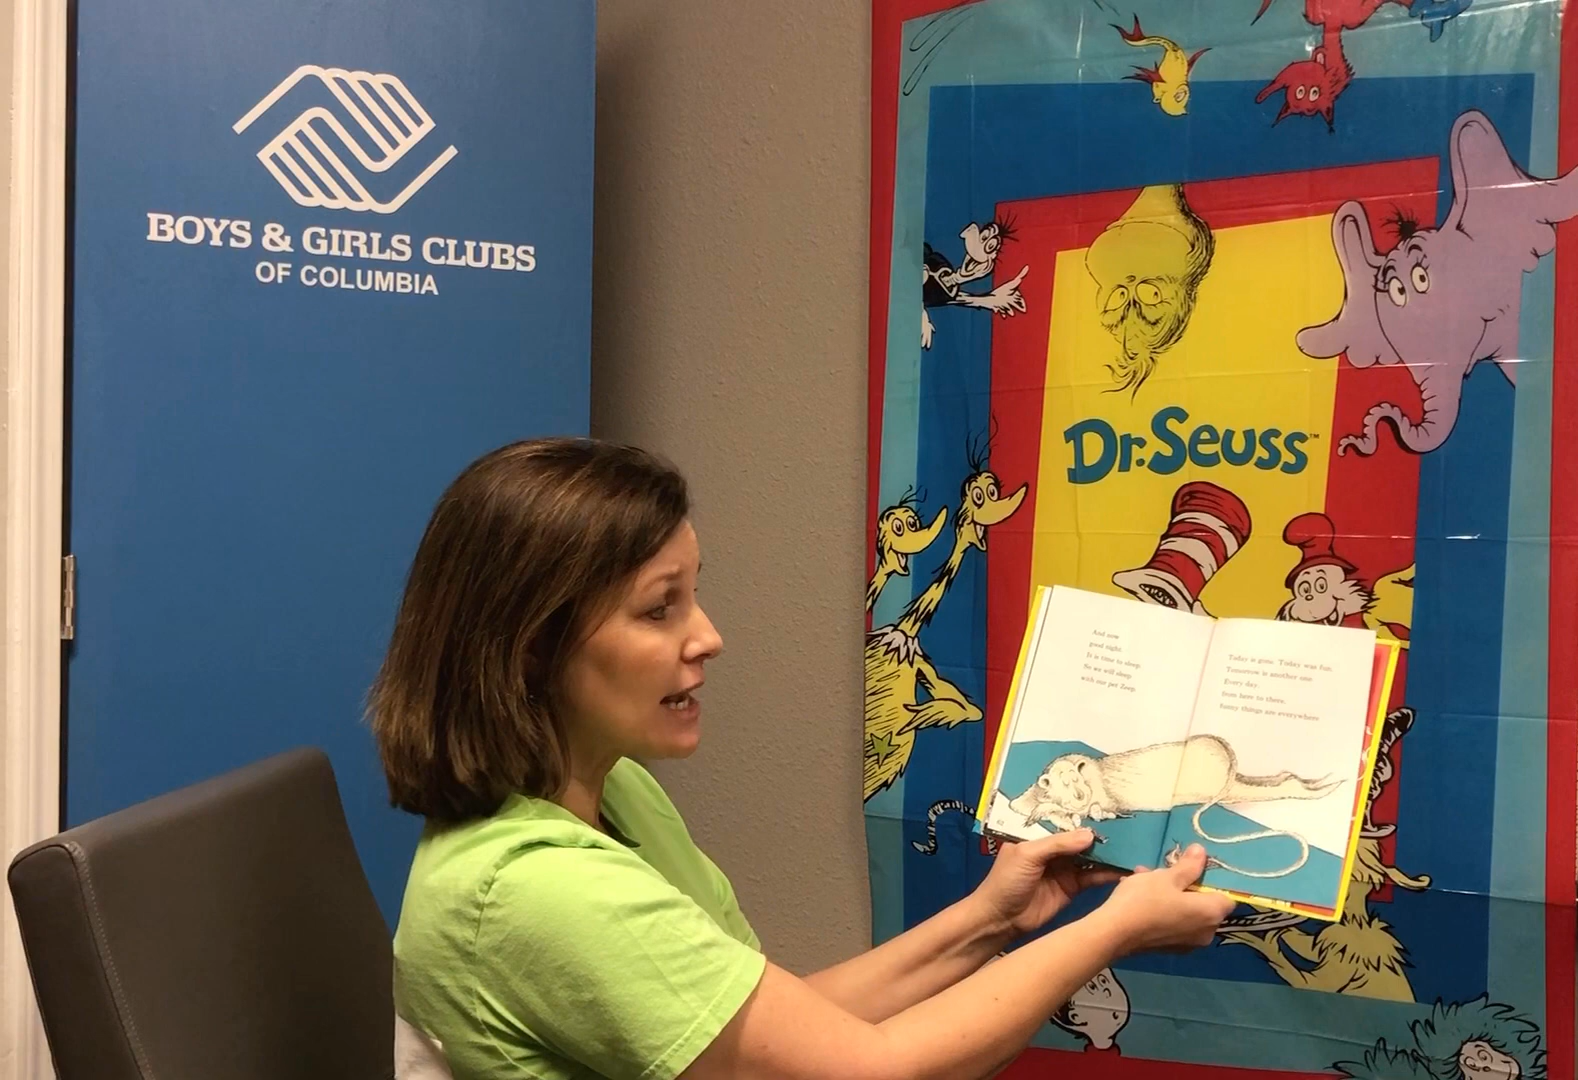 BOYS & GIRLS CLUBS
OF COLUMBIA
Dr. Seuss™
And now
good night.
It is time to sleep
So we will sleep
with our pet Zeep.
Today is gone. Today was fun.
Tomorrow is another one.
Every day,
from here to there,
funny things are everywhere
62